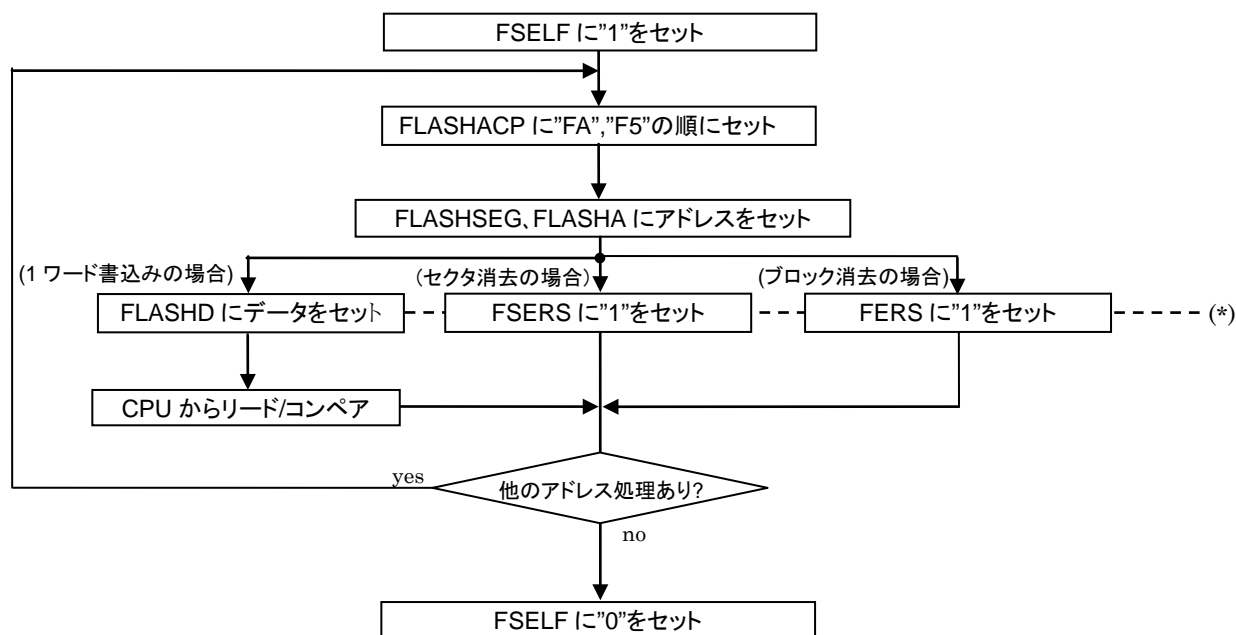 FSELF に"1"をセット
FLASHACP に"FA","F5"の順にセット
FLASHSEG、FLASHA にアドレスをセット
(1 ワード書込みの場合)
(セクタ消去の場合)
(ブロック消去の場合)
FLASHD にデータをセット
FSERS に"1"をセット
FERS に"1"をセット
(*)
CPU からリード/コンペア
yes
他のアドレス処理あり?
no
FSELF に"0"をセット